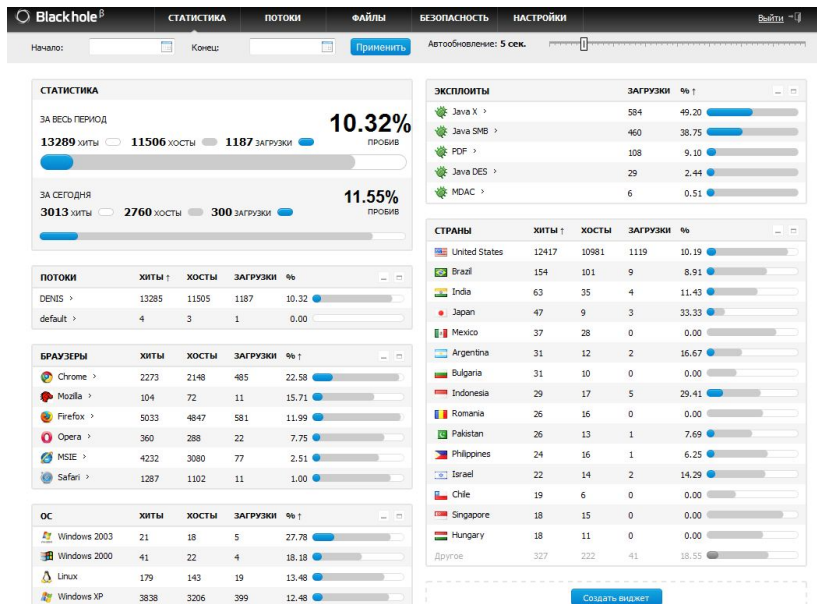 Blackhole β СТАТИСТИКА ПОТОКИ ФАЙЛЫ БЕЗОПАСНОСТЬ НАСТРОЙКИ Выйти
Начало: Конец: Применить Автообновление: 5 сек.
СТАТИСТИКА
ЗА ВЕСЬ ПЕРИОД
10.32%
13289 ХИТЫ 11506 ХОСТЫ 1187 ЗАГРУЗКИ ПРОБИВ
ЗА СЕГОДНЯ
11.55%
3013 ХИТЫ 2760 ХОСТЫ 300 ЗАГРУЗКИ ПРОБИВ
ПОТОКИ ХИТЫ ↑ ХОСТЫ ЗАГРУЗКИ %
DENIS > 13285 11505 1187 10.32
default > 4 3 1 0.00
БРАУЗЕРЫ ХИТЫ ХОСТЫ ЗАГРУЗКИ % ↑
Chrome > 2273 2148 485 22.58
Mozilla > 104 72 11 15.71
Firefox > 5033 4847 581 11.99
Opera > 360 288 22 7.75
MSIE > 4232 3080 77 2.51
Safari > 1287 1102 11 1.00
ОС ХИТЫ ХОСТЫ ЗАГРУЗКИ % ↑
Windows 2003 21 18 5 27.78
Windows 2000 41 22 4 18.18
Linux 179 143 19 13.48
Windows XP 3838 3206 399 12.48
ЭКСПЛОИТЫ ЗАГРУЗКИ % ↑
Java X > 584 49.20
Java SMB > 460 38.75
PDF > 108 9.10
Java DES > 29 2.44
MDAC > 6 0.51
СТРАНЫ ХИТЫ ↑ ХОСТЫ ЗАГРУЗКИ %
United States 12417 10981 1119 10.19
Brazil 154 101 9 8.91
India 63 35 4 11.43
Japan 47 9 3 33.33
Mexico 37 28 0 0.00
Argentina 31 12 2 16.67
Bulgaria 31 10 0 0.00
Indonesia 29 17 5 29.41
Romania 26 16 0 0.00
Pakistan 26 13 1 7.69
Philippines 24 16 1 6.25
Israel 22 14 2 14.29
Chile 19 6 0 0.00
Singapore 18 15 0 0.00
Hungary 18 11 0 0.00
Другое 327 222 41 18.55
Создать виджет